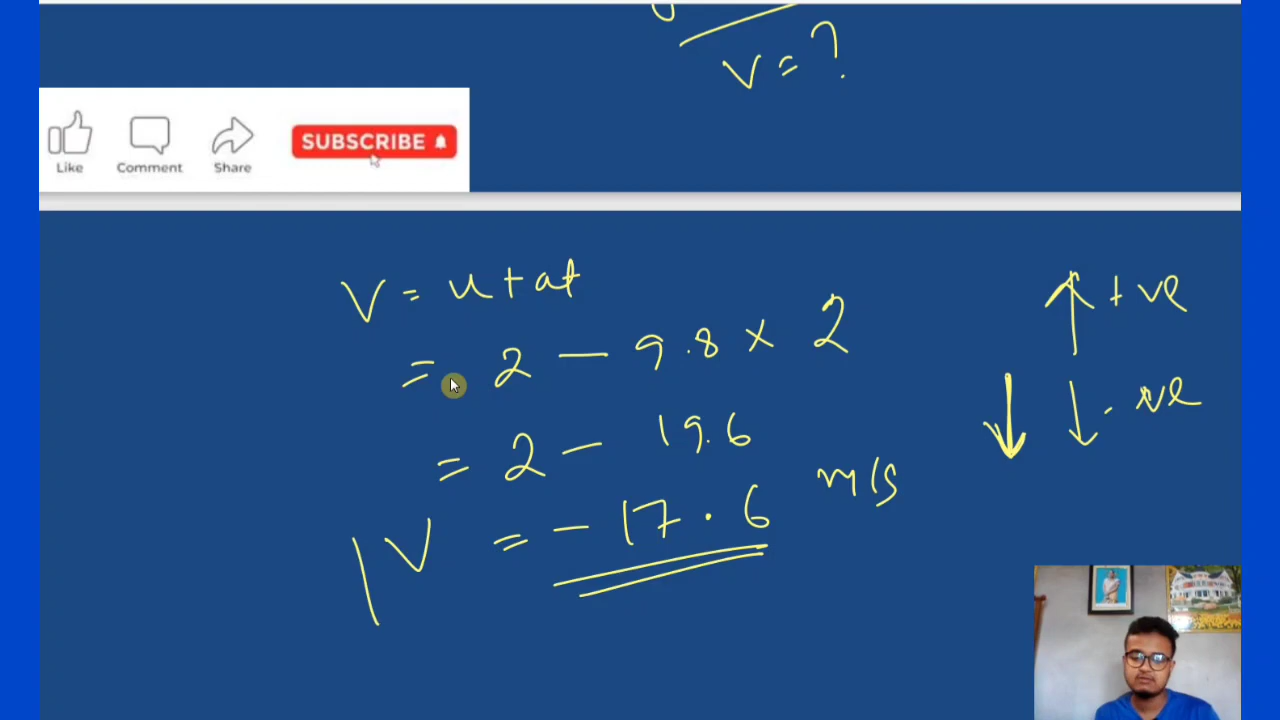 v = ?
Like Comment Share SUBSCRIBE
V = u + at
= 2 - 9.8 × 2
= 2 - 19.6
|V = - 17.6 m/s
↑ + ve
↓ - ve